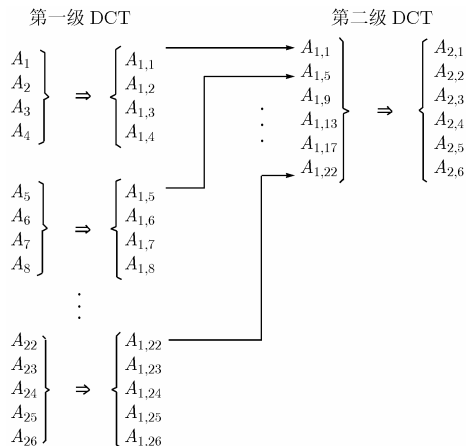 第一级 DCT
第二级 DCT
A1
A2
A3
A4
⇒
A1,1
A1,2
A1,3
A1,4
A5
A6
A7
A8
⇒
A1,5
A1,6
A1,7
A1,8
A22
A23
A24
A25
A26
⇒
A1,22
A1,23
A1,24
A1,25
A1,26
A1,1
A1,5
A1,9
A1,13
A1,17
A1,22
⇒
A2,1
A2,2
A2,3
A2,4
A2,5
A2,6